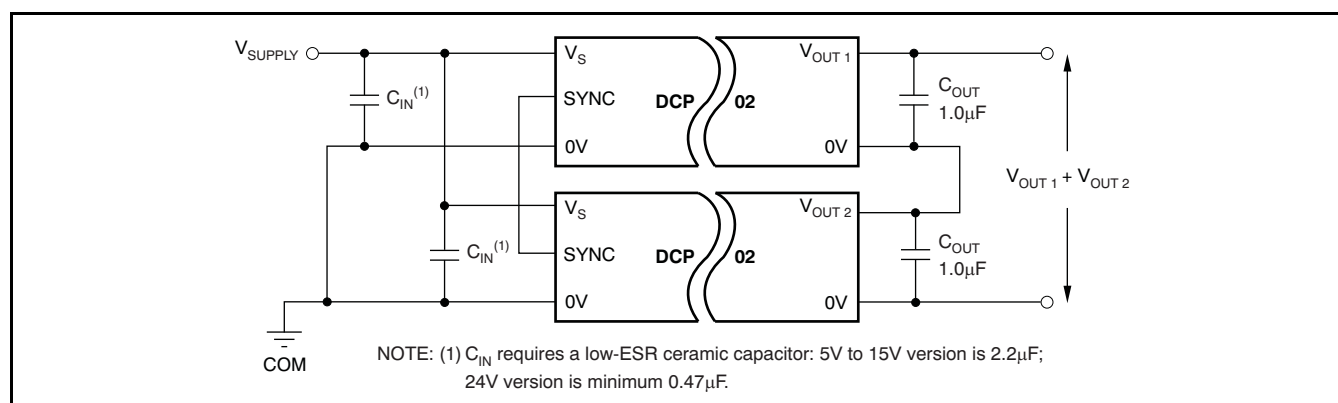 V_SUPPLY
C_IN(1)
V_S
SYNC
0V
DCP 02
V_OUT 1
0V
C_OUT
1.0μF
V_OUT 1 + V_OUT 2
C_IN(1)
V_S
SYNC
0V
DCP 02
V_OUT 2
0V
C_OUT
1.0μF
COM
NOTE: (1) C_IN requires a low-ESR ceramic capacitor: 5V to 15V version is 2.2μF;
24V version is minimum 0.47μF.